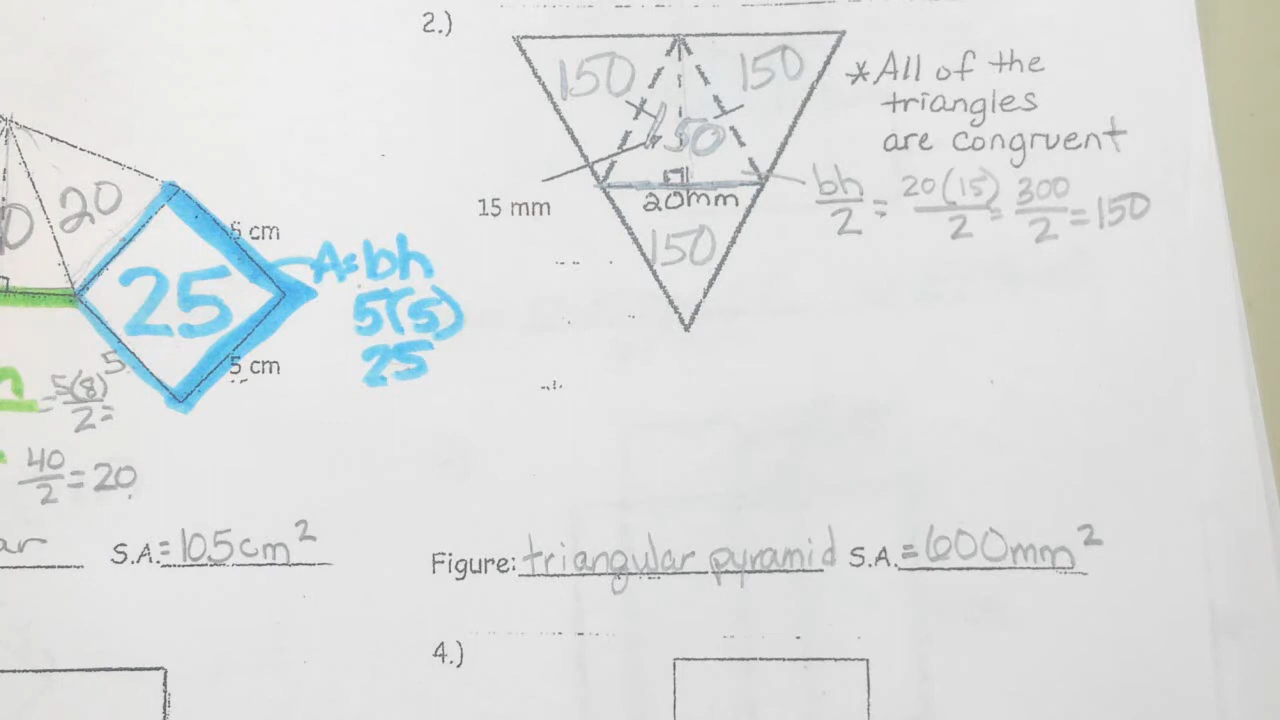 2.)
150
150
*All of the
triangles
are congruent
150
15 mm
20mm
bh/2 = 20(15)/2 = 300/2 = 150
150
20
5 cm
25
A=bh
5(5)
25
5 cm
5
5(8)/2 =
40/2 = 20
S.A.=105cm²
Figure: triangular pyramid S.A.=600mm²
4.)